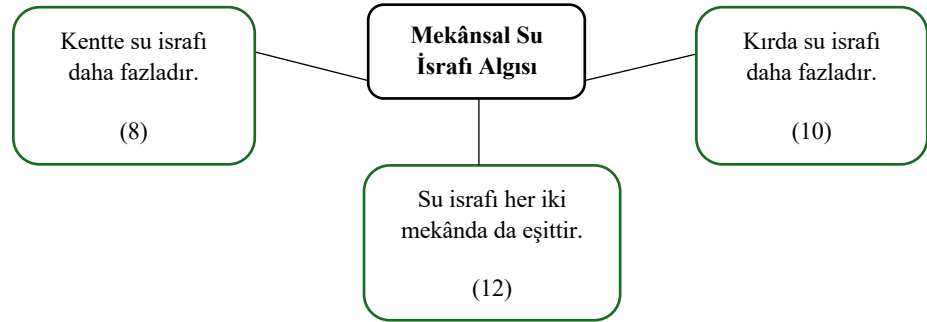 Mekânsal Su
İsrafı Algısı
Kentte su israfı
daha fazladır.
(8)
Kırda su israfı
daha fazladır.
(10)
Su israfı her iki
mekânda da eşittir.
(12)